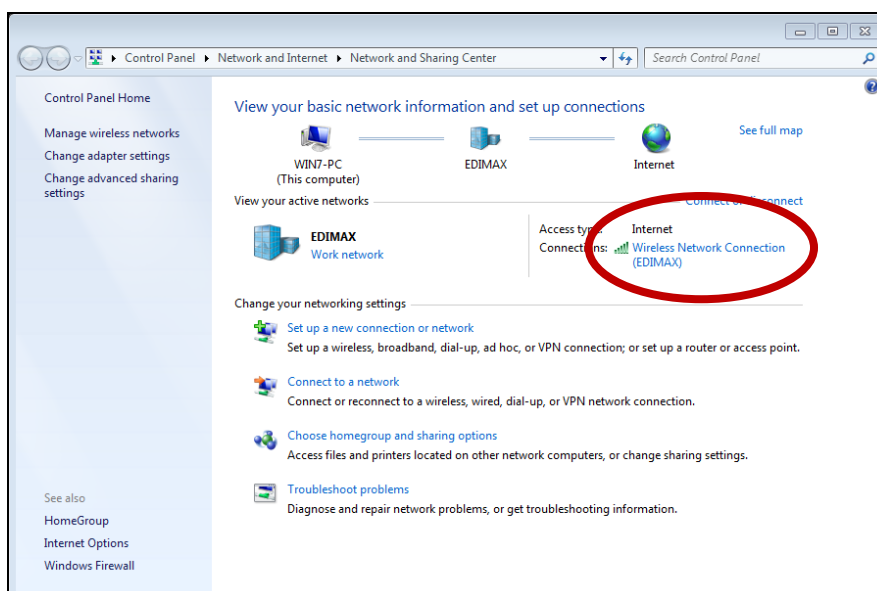 Control Panel ▸ Network and Internet ▸ Network and Sharing Center
Search Control Panel
Control Panel Home
Manage wireless networks
Change adapter settings
Change advanced sharing
settings
See also
HomeGroup
Internet Options
Windows Firewall
View your basic network information and set up connections
See full map
WIN7-PC
(This computer)
EDIMAX
Internet
View your active networks
Connect or disconnect
EDIMAX
Work network
Access type: Internet
Connections: Wireless Network Connection
(EDIMAX)
Change your networking settings
Set up a new connection or network
Set up a wireless, broadband, dial-up, ad hoc, or VPN connection; or set up a router or access point.
Connect to a network
Connect or reconnect to a wireless, wired, dial-up, or VPN network connection.
Choose homegroup and sharing options
Access files and printers located on other network computers, or change sharing settings.
Troubleshoot problems
Diagnose and repair network problems, or get troubleshooting information.